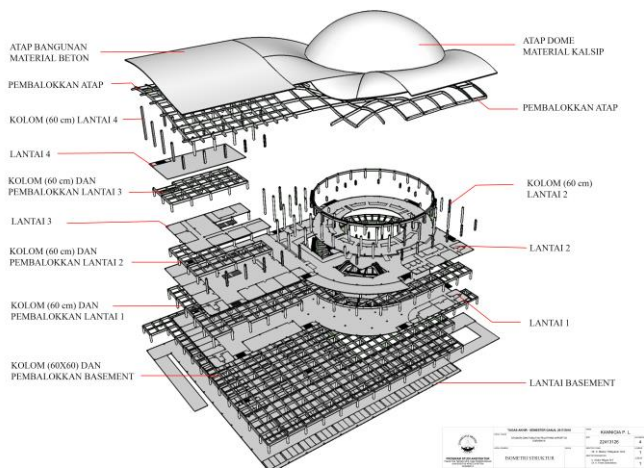 ATAP BANGUNAN
MATERIAL BETON
PEMBALOKKAN ATAP
KOLOM (60 cm) LANTAI 4
LANTAI 4
KOLOM (60 cm) DAN
PEMBALOKKAN LANTAI 3
LANTAI 3
KOLOM (60 cm) DAN
PEMBALOKKAN LANTAI 2
KOLOM (60 cm) DAN
PEMBALOKKAN LANTAI 1
KOLOM (60X60) DAN
PEMBALOKKAN BASEMENT
ATAP DOME
MATERIAL KALSIP
PEMBALOKKAN ATAP
KOLOM (60 cm)
LANTAI 2
LANTAI 2
LANTAI 1
LANTAI BASEMENT
ISOMETRI STRUKTUR
22413126